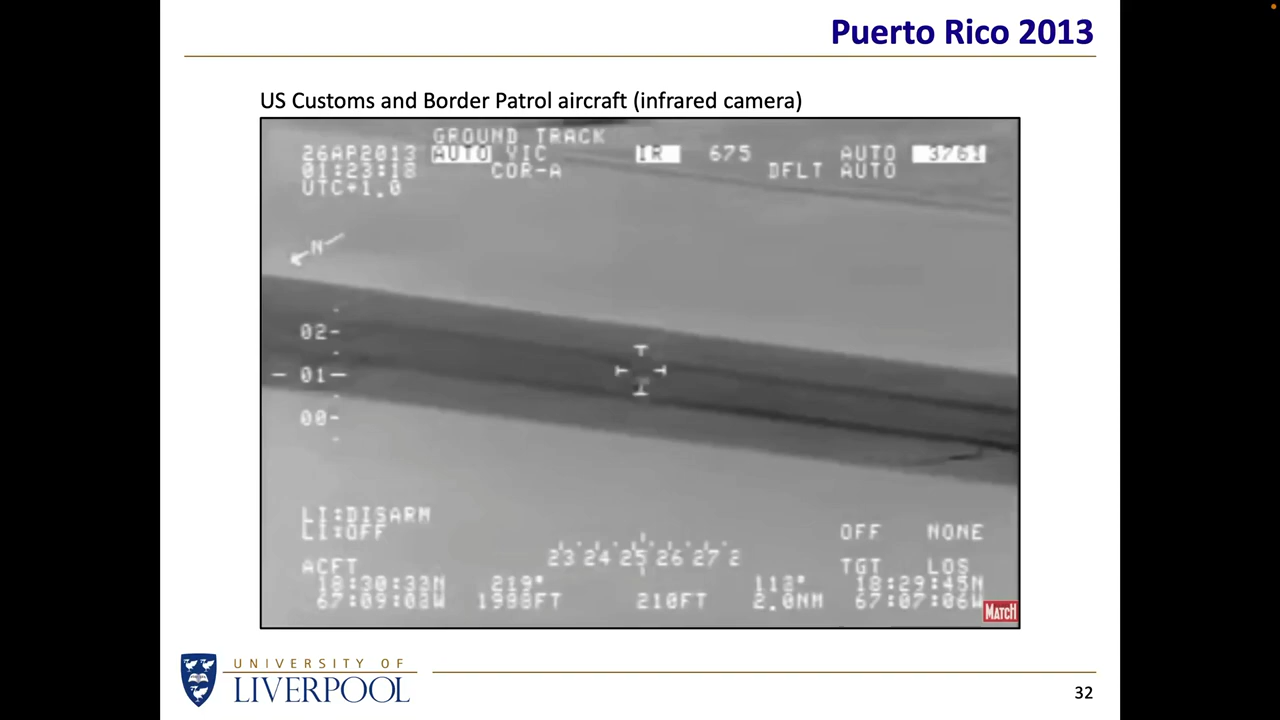 Puerto Rico 2013
US Customs and Border Patrol aircraft (infrared camera)
GROUND TRACK
26AP2013 AUTO VIC IR 675 AUTO 3761
01:23:18 COR-A DFLT AUTO
UTC+1.0
N
02-
- 01-
00-
LI:DISARM
LI:OFF OFF NONE
23 24 25 26 27 2
ACFT TGT LOS
18:30:33N 219° 113° 18:29:45N
67:09:03W 1998FT 210FT 2.0NM 67:07:06W
MATCH
UNIVERSITY OF
LIVERPOOL
32